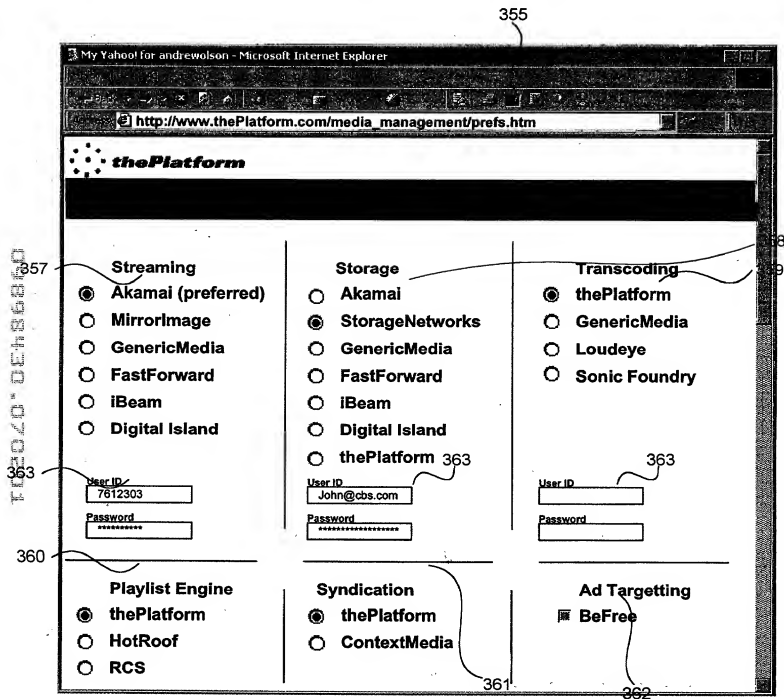 355
My Yahoo! for andrewolson - Microsoft Internet Explorer
http://www.thePlatform.com/media_management/prefs.htm
thePlatform
357
Streaming
Akamai (preferred)
MirrorImage
GenericMedia
FastForward
iBeam
Digital Island
363
User ID
7612303
Password
**********
Storage
Akamai
StorageNetworks
GenericMedia
FastForward
iBeam
Digital Island
thePlatform
363
User ID
John@cbs.com
Password
******************
Transcoding
thePlatform
GenericMedia
Loudeye
Sonic Foundry
363
User ID
Password
360
Playlist Engine
thePlatform
HotRoof
RCS
Syndication
thePlatform
ContextMedia
361
Ad Targetting
BeFree
362